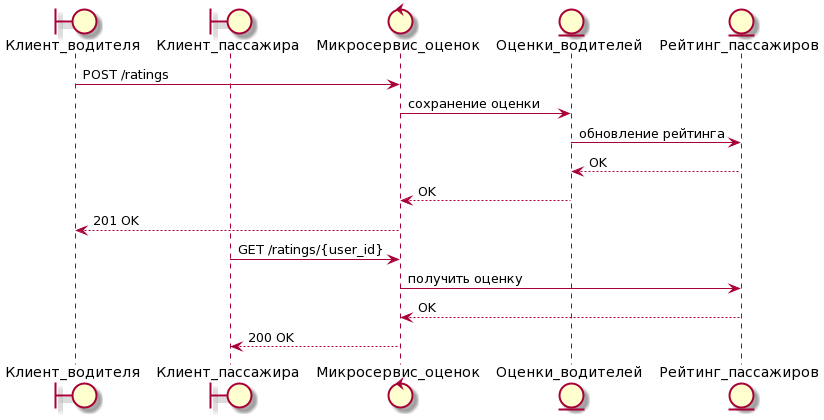 Клиент_водителя Клиент_пассажира Микросервис_оценок Оценки_водителей Рейтинг_пассажиров
POST /ratings
сохранение оценки
обновление рейтинга
OK
OK
201 OK
GET /ratings/{user_id}
получить оценку
OK
200 OK
Клиент_водителя Клиент_пассажира Микросервис_оценок Оценки_водителей Рейтинг_пассажиров